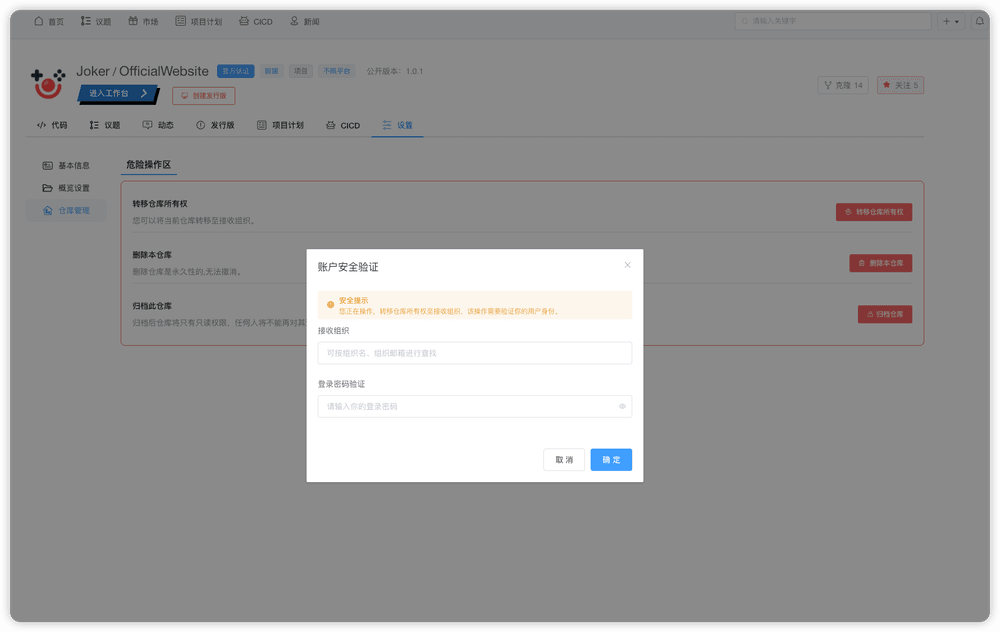 首页 议题 市场 项目计划 CICD 新闻 请输入关键字
Joker / OfficialWebsite 官方认证 前端 项目 不限平台 公开版本：1.0.1
进入工作台 创建发行版 克隆 14 关注 5
代码 议题 动态 发行版 项目计划 CICD 设置
基本信息
概览设置
仓库管理
危险操作区
转移仓库所有权
您可以将当前仓库转移至接收组织。
转移仓库所有权
删除本仓库
删除仓库是永久性的,无法撤消。
删除本仓库
归档此仓库
归档后仓库将只有只读权限，任何人将不能再对其
归档仓库
账户安全验证
安全提示
您正在操作，转移仓库所有权至接收组织，该操作需要验证你的用户身份。
接收组织
可按组织名、组织邮箱进行查找
登录密码验证
请输入你的登录密码
取 消 确 定